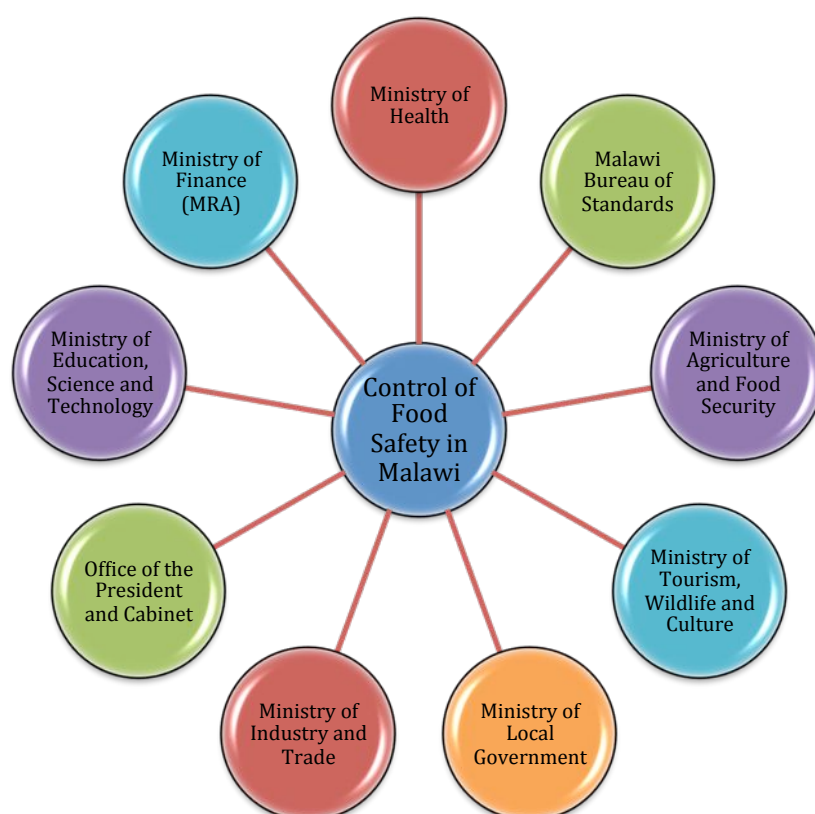 Ministry of
Health
Malawi
Bureau of
Standards
Ministry of
Agriculture
and Food
Security
Ministry of
Tourism,
Wildlife and
Culture
Ministry of
Local
Government
Ministry of
Industry and
Trade
Office of the
President
and Cabinet
Ministry of
Education,
Science and
Technology
Ministry of
Finance
(MRA)
Control of
Food
Safety in
Malawi